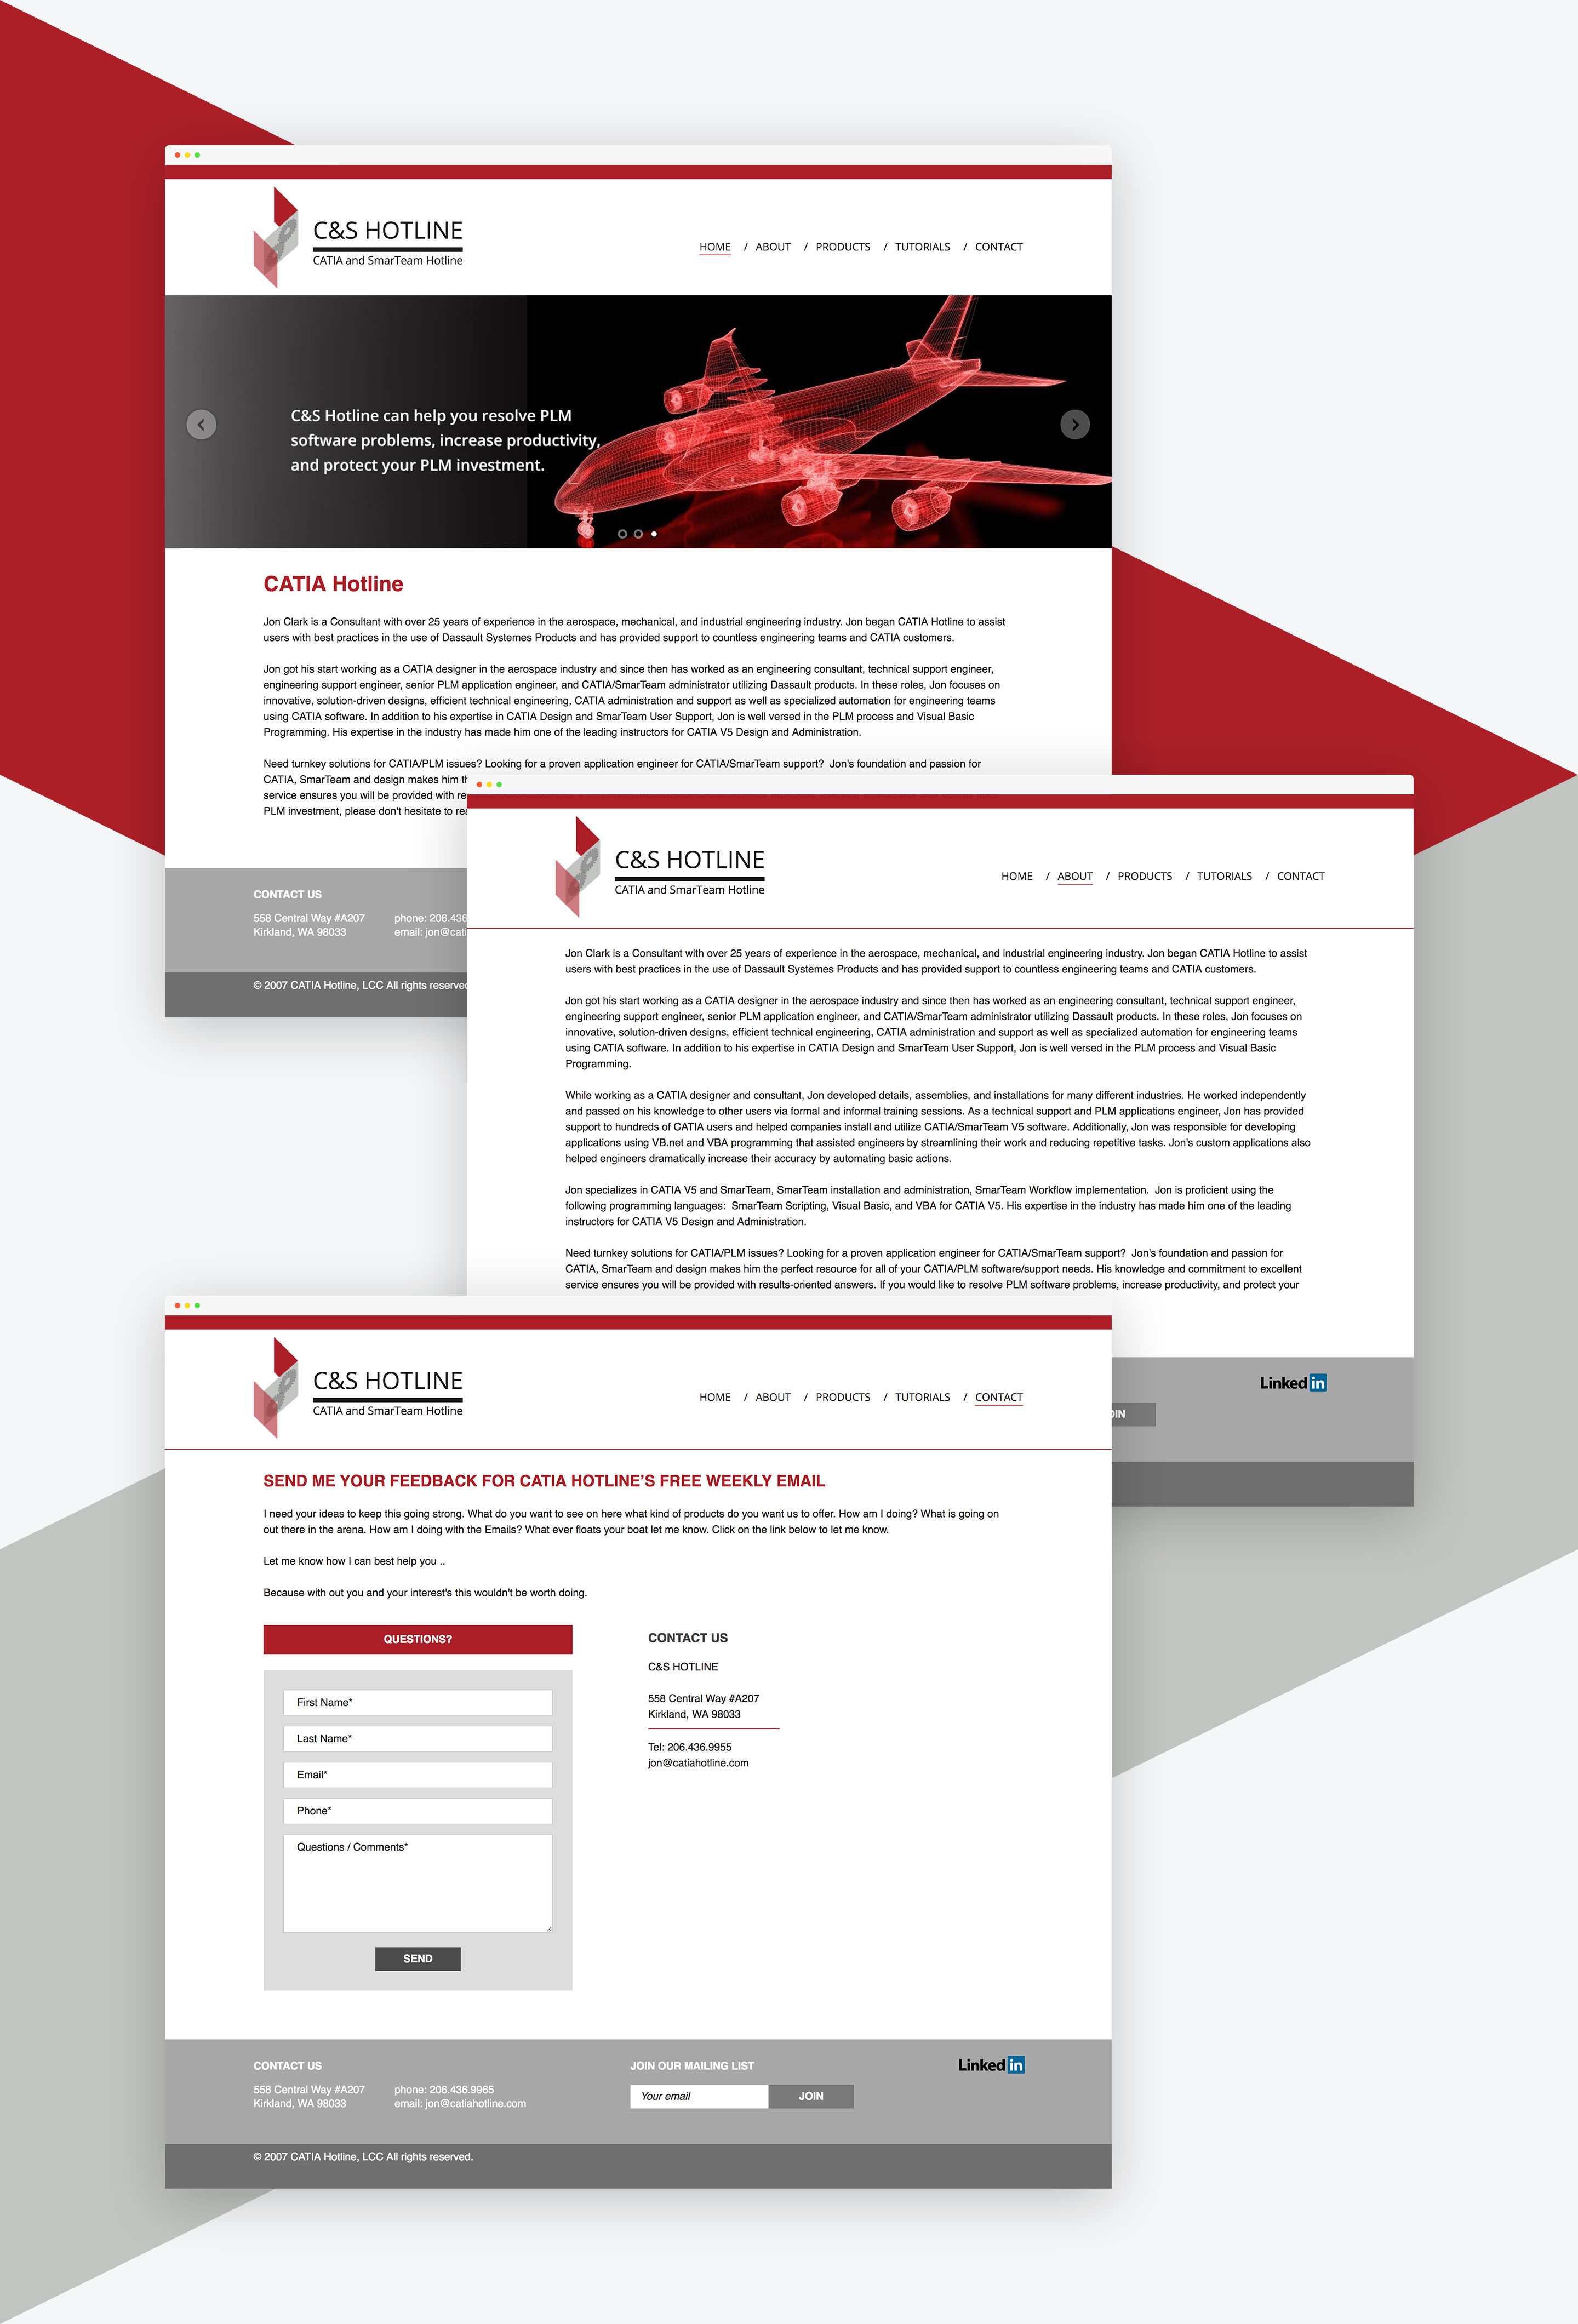 C&S HOTLINE
CATIA and SmarTeam Hotline
HOME / ABOUT / PRODUCTS / TUTORIALS / CONTACT
C&S Hotline can help you resolve PLM
software problems, increase productivity,
and protect your PLM investment.
CATIA Hotline
Jon Clark is a Consultant with over 25 years of experience in the aerospace, mechanical, and industrial engineering industry. Jon began CATIA Hotline to assist
users with best practices in the use of Dassault Systemes Products and has provided support to countless engineering teams and CATIA customers.
Jon got his start working as a CATIA designer in the aerospace industry and since then has worked as an engineering consultant, technical support engineer,
engineering support engineer, senior PLM application engineer, and CATIA/SmarTeam administrator utilizing Dassault products. In these roles, Jon focuses on
innovative, solution-driven designs, efficient technical engineering, CATIA administration and support as well as specialized automation for engineering teams
using CATIA software. In addition to his expertise in CATIA Design and SmarTeam User Support, Jon is well versed in the PLM process and Visual Basic
Programming. His expertise in the industry has made him one of the leading instructors for CATIA V5 Design and Administration.
Need turnkey solutions for CATIA/PLM issues? Looking for a proven application engineer for CATIA/SmarTeam support? Jon's foundation and passion for
CATIA, SmarTeam and design makes him
service ensures you will be provided with
PLM investment, please don't hesitate to
CONTACT US
558 Central Way #A207 phone: 206.436
Kirkland, WA 98033 email: jon@cati
© 2007 CATIA Hotline, LCC All rights reserved
C&S HOTLINE
CATIA and SmarTeam Hotline
HOME / ABOUT / PRODUCTS / TUTORIALS / CONTACT
Jon Clark is a Consultant with over 25 years of experience in the aerospace, mechanical, and industrial engineering industry. Jon began CATIA Hotline to assist
users with best practices in the use of Dassault Systemes Products and has provided support to countless engineering teams and CATIA customers.
Jon got his start working as a CATIA designer in the aerospace industry and since then has worked as an engineering consultant, technical support engineer,
engineering support engineer, senior PLM application engineer, and CATIA/SmarTeam administrator utilizing Dassault products. In these roles, Jon focuses on
innovative, solution-driven designs, efficient technical engineering, CATIA administration and support as well as specialized automation for engineering teams
using CATIA software. In addition to his expertise in CATIA Design and SmarTeam User Support, Jon is well versed in the PLM process and Visual Basic
Programming.
While working as a CATIA designer and consultant, Jon developed details, assemblies, and installations for many different industries. He worked independently
and passed on his knowledge to other users via formal and informal training sessions. As a technical support and PLM applications engineer, Jon has provided
support to hundreds of CATIA users and helped companies install and utilize CATIA/SmarTeam V5 software. Additionally, Jon was responsible for developing
applications using VB.net and VBA programming that assisted engineers by streamlining their work and reducing repetitive tasks. Jon's custom applications also
helped engineers dramatically increase their accuracy by automating basic actions.
Jon specializes in CATIA V5 and SmarTeam, SmarTeam installation and administration, SmarTeam Workflow implementation. Jon is proficient using the
following programming languages: SmarTeam Scripting, Visual Basic, and VBA for CATIA V5. His expertise in the industry has made him one of the leading
instructors for CATIA V5 Design and Administration.
Need turnkey solutions for CATIA/PLM issues? Looking for a proven application engineer for CATIA/SmarTeam support? Jon's foundation and passion for
CATIA, SmarTeam and design makes him the perfect resource for all of your CATIA/PLM software/support needs. His knowledge and commitment to excellent
service ensures you will be provided with results-oriented answers. If you would like to resolve PLM software problems, increase productivity, and protect your
Linked in
C&S HOTLINE
CATIA and SmarTeam Hotline
HOME / ABOUT / PRODUCTS / TUTORIALS / CONTACT
SEND ME YOUR FEEDBACK FOR CATIA HOTLINE'S FREE WEEKLY EMAIL
I need your ideas to keep this going strong. What do you want to see on here what kind of products do you want us to offer. How am I doing? What is going on
out there in the arena. How am I doing with the Emails? What ever floats your boat let me know. Click on the link below to let me know.
Let me know how I can best help you ..
Because with out you and your interest's this wouldn't be worth doing.
QUESTIONS?
First Name*
Last Name*
Email*
Phone*
Questions / Comments*
SEND
CONTACT US
C&S HOTLINE
558 Central Way #A207
Kirkland, WA 98033
Tel: 206.436.9955
jon@catiahotline.com
CONTACT US
558 Central Way #A207 phone: 206.436.9965
Kirkland, WA 98033 email: jon@catiahotline.com
JOIN OUR MAILING LIST
Your email JOIN
Linked in
© 2007 CATIA Hotline, LCC All rights reserved.